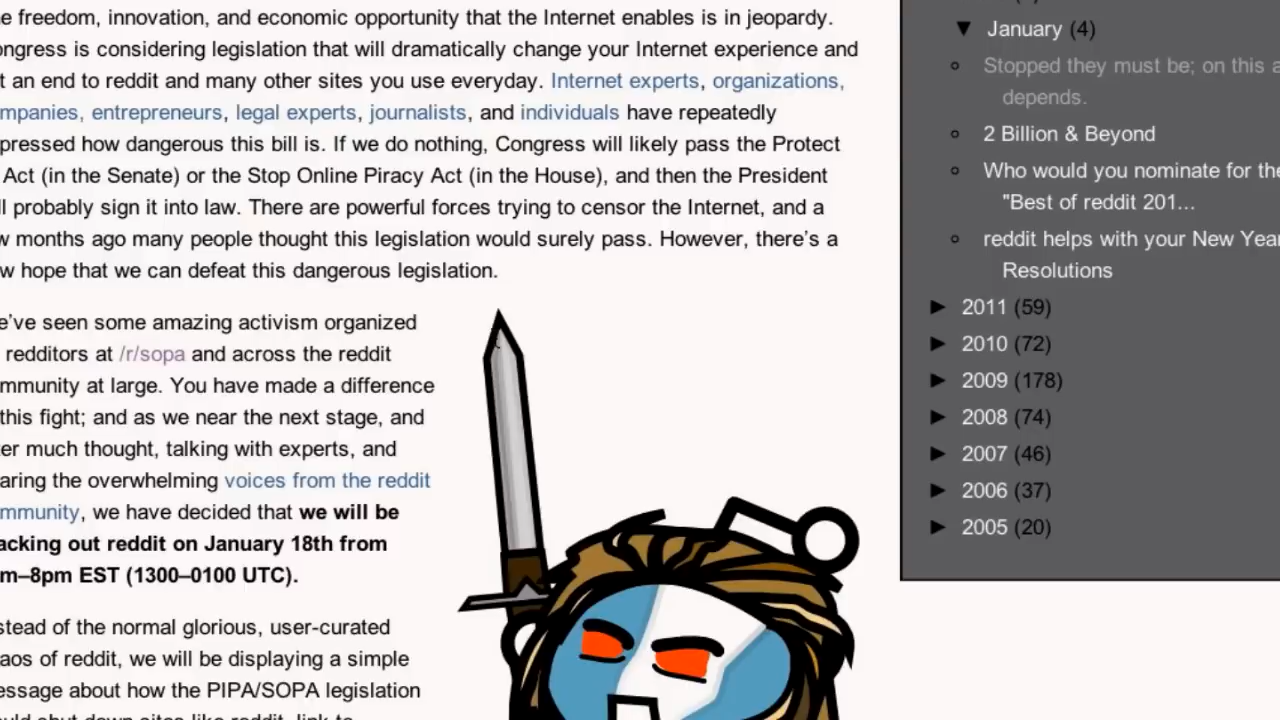 e freedom, innovation, and economic opportunity that the Internet enables is in jeopardy.
ongress is considering legislation that will dramatically change your Internet experience and
t an end to reddit and many other sites you use everyday. Internet experts, organizations,
mpanies, entrepreneurs, legal experts, journalists, and individuals have repeatedly
pressed how dangerous this bill is. If we do nothing, Congress will likely pass the Protect
Act (in the Senate) or the Stop Online Piracy Act (in the House), and then the President
ll probably sign it into law. There are powerful forces trying to censor the Internet, and a
w months ago many people thought this legislation would surely pass. However, there's a
w hope that we can defeat this dangerous legislation.
e've seen some amazing activism organized
redditors at /r/sopa and across the reddit
mmunity at large. You have made a difference
this fight; and as we near the next stage, and
er much thought, talking with experts, and
aring the overwhelming voices from the reddit
mmunity, we have decided that we will be
acking out reddit on January 18th from
m–8pm EST (1300–0100 UTC).
stead of the normal glorious, user-curated
aos of reddit, we will be displaying a simple
essage about how the PIPA/SOPA legislation
ould shut down sites like reddit, link to
▼ January (4)
Stopped they must be; on this a
depends.
2 Billion & Beyond
Who would you nominate for the
"Best of reddit 201...
reddit helps with your New Year
Resolutions
► 2011 (59)
► 2010 (72)
► 2009 (178)
► 2008 (74)
► 2007 (46)
► 2006 (37)
► 2005 (20)